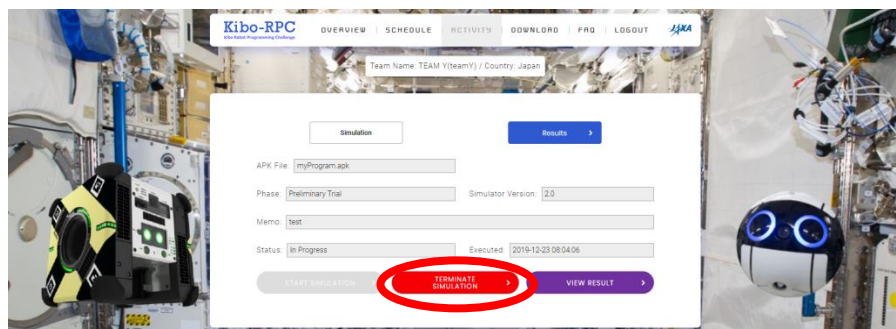 Kibo-RPC
Kibo Robot Programming Challenge
OVERVIEW SCHEDULE ACTIVITY DOWNLOAD FAQ LOGOUT
JAXA
Team Name: TEAM Y(teamY) / Country: Japan
Simulation
Results >
APK File: myProgram.apk
Phase: Preliminary Trial Simulator Version: 2.0
Memo: test
Status: In Progress Executed: 2019-12-23 08:04:06
START SIMULATION >
TERMINATE
SIMULATION >
VIEW RESULT >